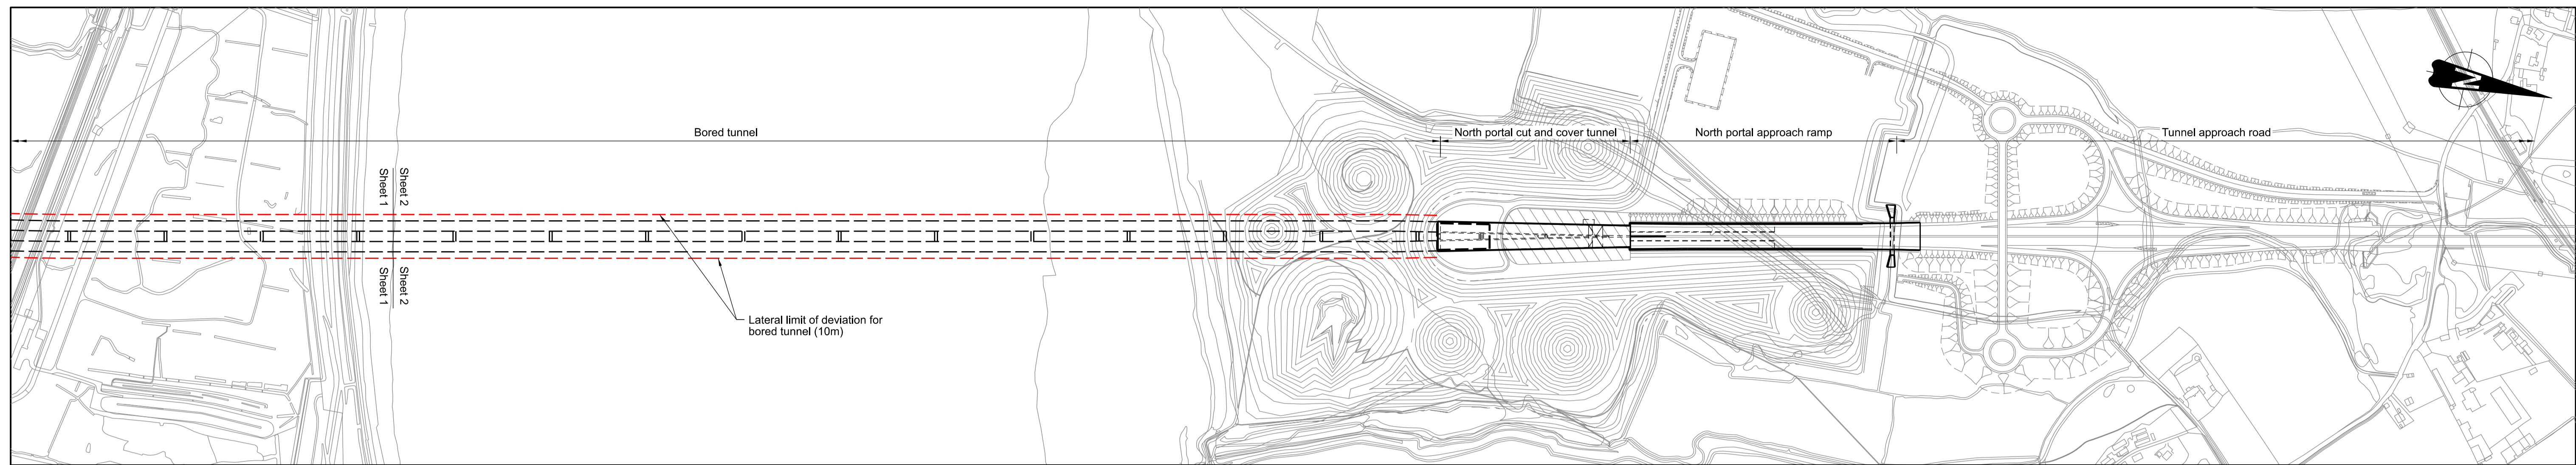 Bored tunnel
North portal cut and cover tunnel
North portal approach ramp
Tunnel approach road
N
Sheet 1
Sheet 2
Sheet 1
Sheet 2
Lateral limit of deviation for
bored tunnel (10m)